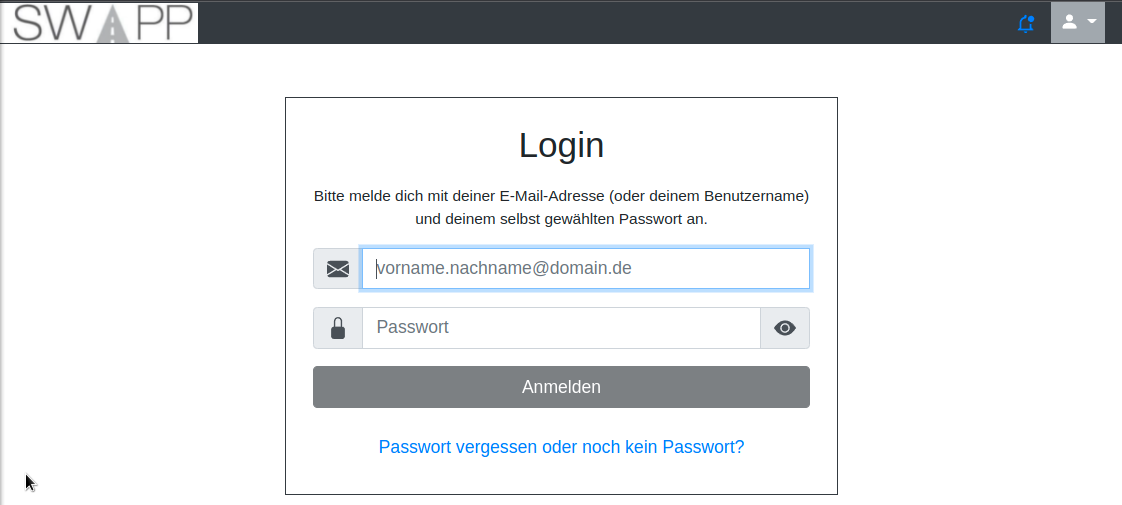 SWAPP
Login
Bitte melde dich mit deiner E-Mail-Adresse (oder deinem Benutzername)
und deinem selbst gewählten Passwort an.
vorname.nachname@domain.de
Passwort
Anmelden
Passwort vergessen oder noch kein Passwort?